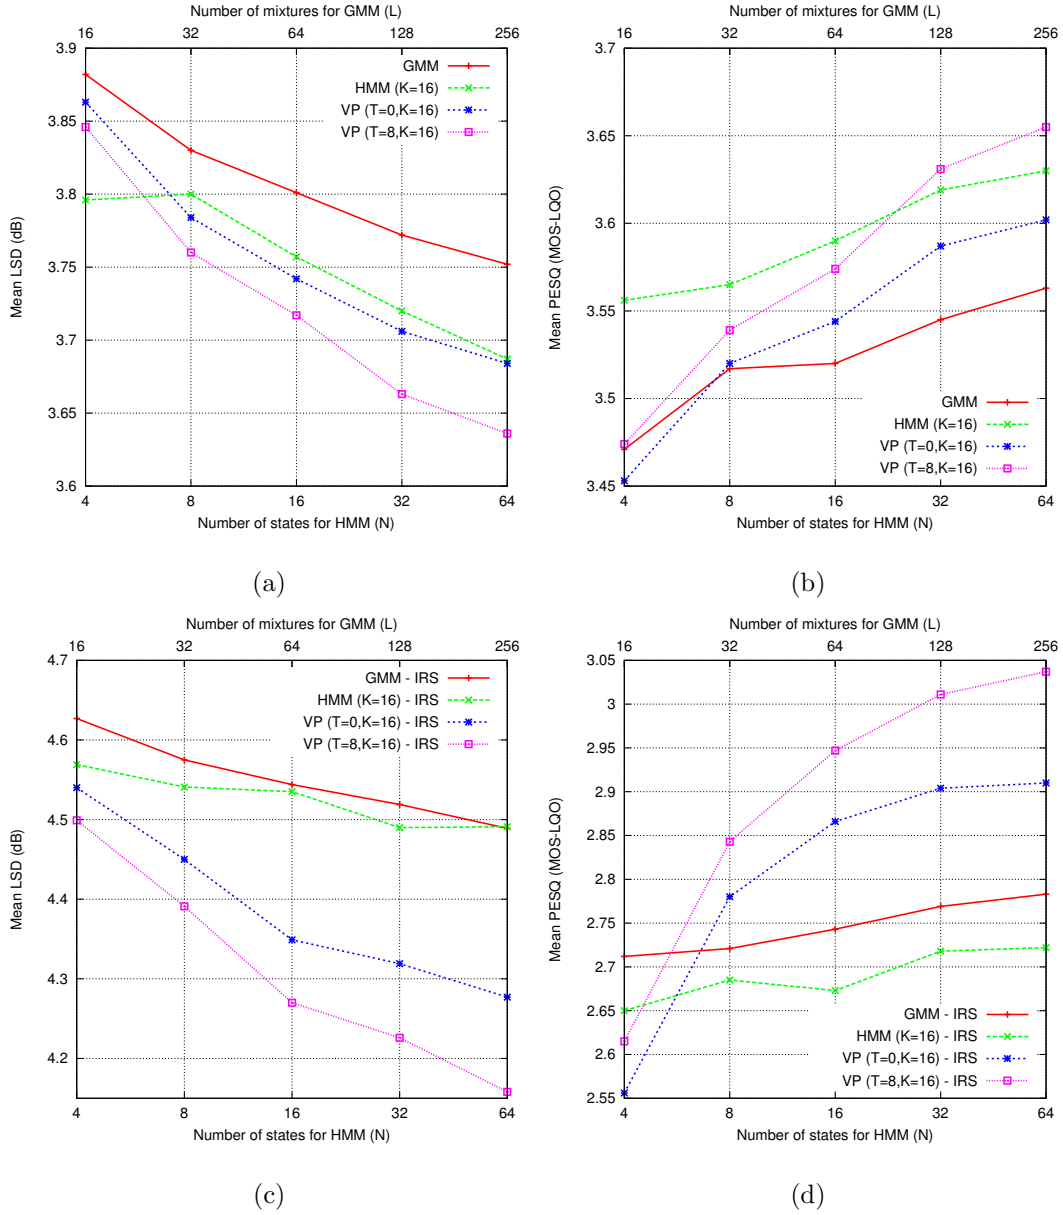 Number of mixtures for GMM (L)
16 32 64 128 256
3.9
3.85
3.8
3.75
3.7
3.65
3.6
Mean LSD (dB)
GMM
HMM (K=16)
VP (T=0,K=16)
VP (T=8,K=16)
4 8 16 32 64
Number of states for HMM (N)
(a)
Number of mixtures for GMM (L)
16 32 64 128 256
3.7
3.65
3.6
3.55
3.5
3.45
Mean PESQ (MOS-LQO)
GMM
HMM (K=16)
VP (T=0,K=16)
VP (T=8,K=16)
4 8 16 32 64
Number of states for HMM (N)
(b)
Number of mixtures for GMM (L)
16 32 64 128 256
4.7
4.6
4.5
4.4
4.3
4.2
Mean LSD (dB)
GMM - IRS
HMM (K=16) - IRS
VP (T=0,K=16) - IRS
VP (T=8,K=16) - IRS
4 8 16 32 64
Number of states for HMM (N)
(c)
Number of mixtures for GMM (L)
16 32 64 128 256
3.05
3
2.95
2.9
2.85
2.8
2.75
2.7
2.65
2.6
2.55
Mean PESQ (MOS-LQO)
GMM - IRS
HMM (K=16) - IRS
VP (T=0,K=16) - IRS
VP (T=8,K=16) - IRS
4 8 16 32 64
Number of states for HMM (N)
(d)